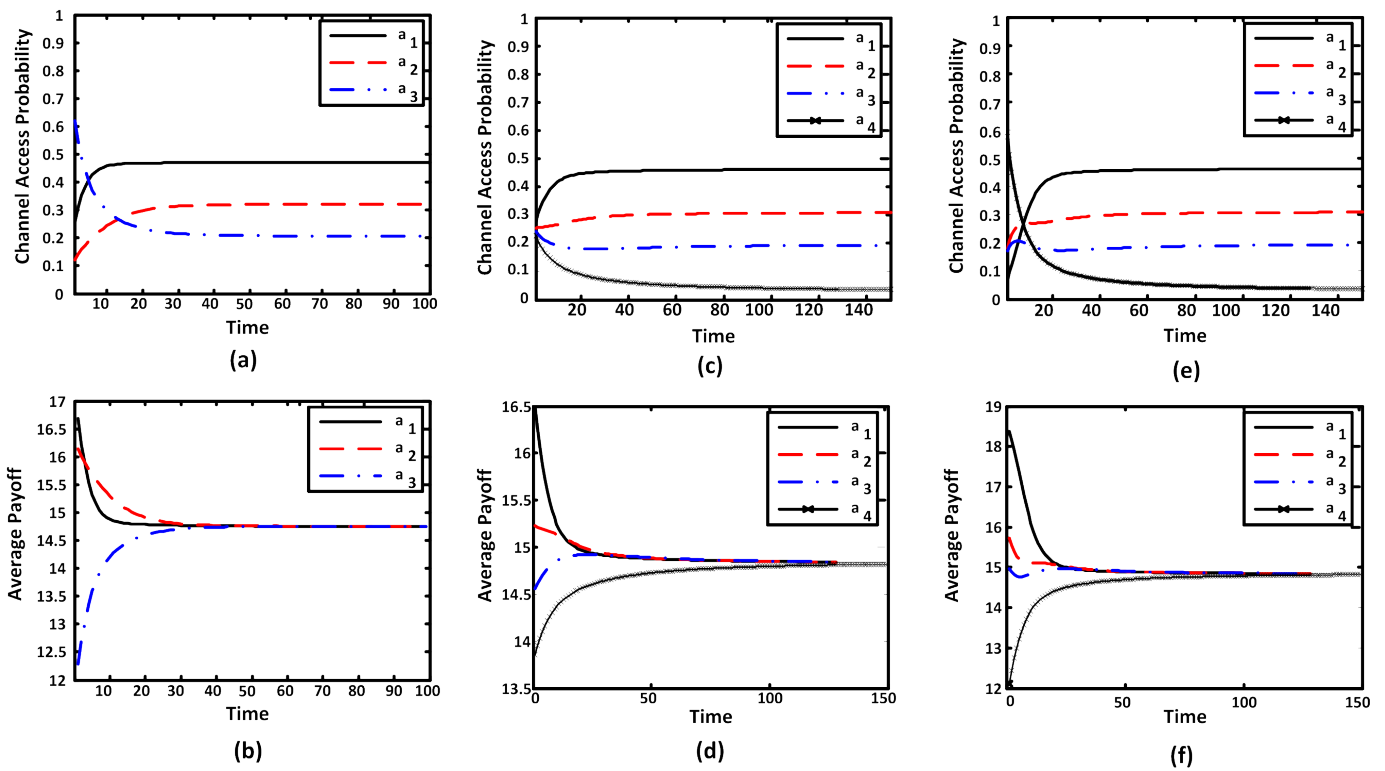 Channel Access Probability
1
0.9
0.8
0.7
0.6
0.5
0.4
0.3
0.2
0.1
0
a 1
a 2
a 3
10 20 30 40 50 60 70 80 90 100
Time
(a)
Channel Access Probability
1
0.9
0.8
0.7
0.6
0.5
0.4
0.3
0.2
0.1
0
a 1
a 2
a 3
a 4
20 40 60 80 100 120 140
Time
(c)
Channel Access Probability
1
0.9
0.8
0.7
0.6
0.5
0.4
0.3
0.2
0.1
0
a 1
a 2
a 3
a 4
20 40 60 80 100 120 140
Time
(e)
Average Payoff
17
16.5
16
15.5
15
14.5
14
13.5
13
12.5
12
a 1
a 2
a 3
10 20 30 40 50 60 70 80 90 100
Time
(b)
Average Payoff
16.5
16
15.5
15
14.5
14
13.5
a 1
a 2
a 3
a 4
0 50 100 150
Time
(d)
Average Payoff
19
18
17
16
15
14
13
12
a 1
a 2
a 3
a 4
0 50 100 150
Time
(f)